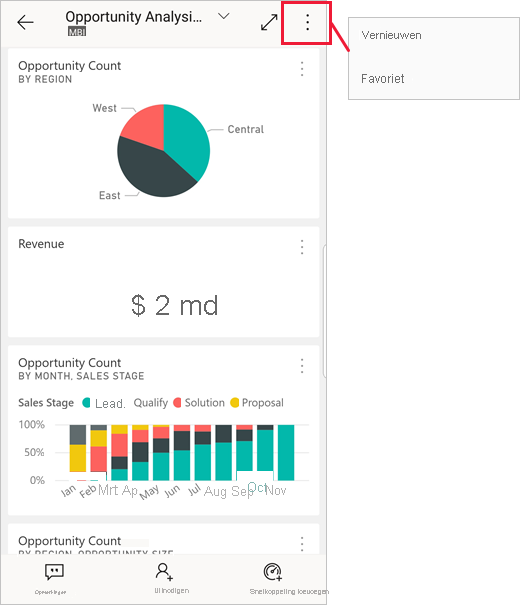 Opportunity Analysi...
MBI
Vernieuwen
Favoriet
Opportunity Count
BY REGION
West
Central
East
Revenue
$ 2 md
Opportunity Count
BY MONTH, SALES STAGE
Sales Stage Lead. Qualify Solution Proposal
100%
50%
0%
Jan Feb Mrt Ap. May Jun Jul Aug Sep Oct Nov
Opportunity Count
BY REGION, OPPORTUNITY SIZE
Opmerkingen Uitnodigen Snelkoppeling toevoegen